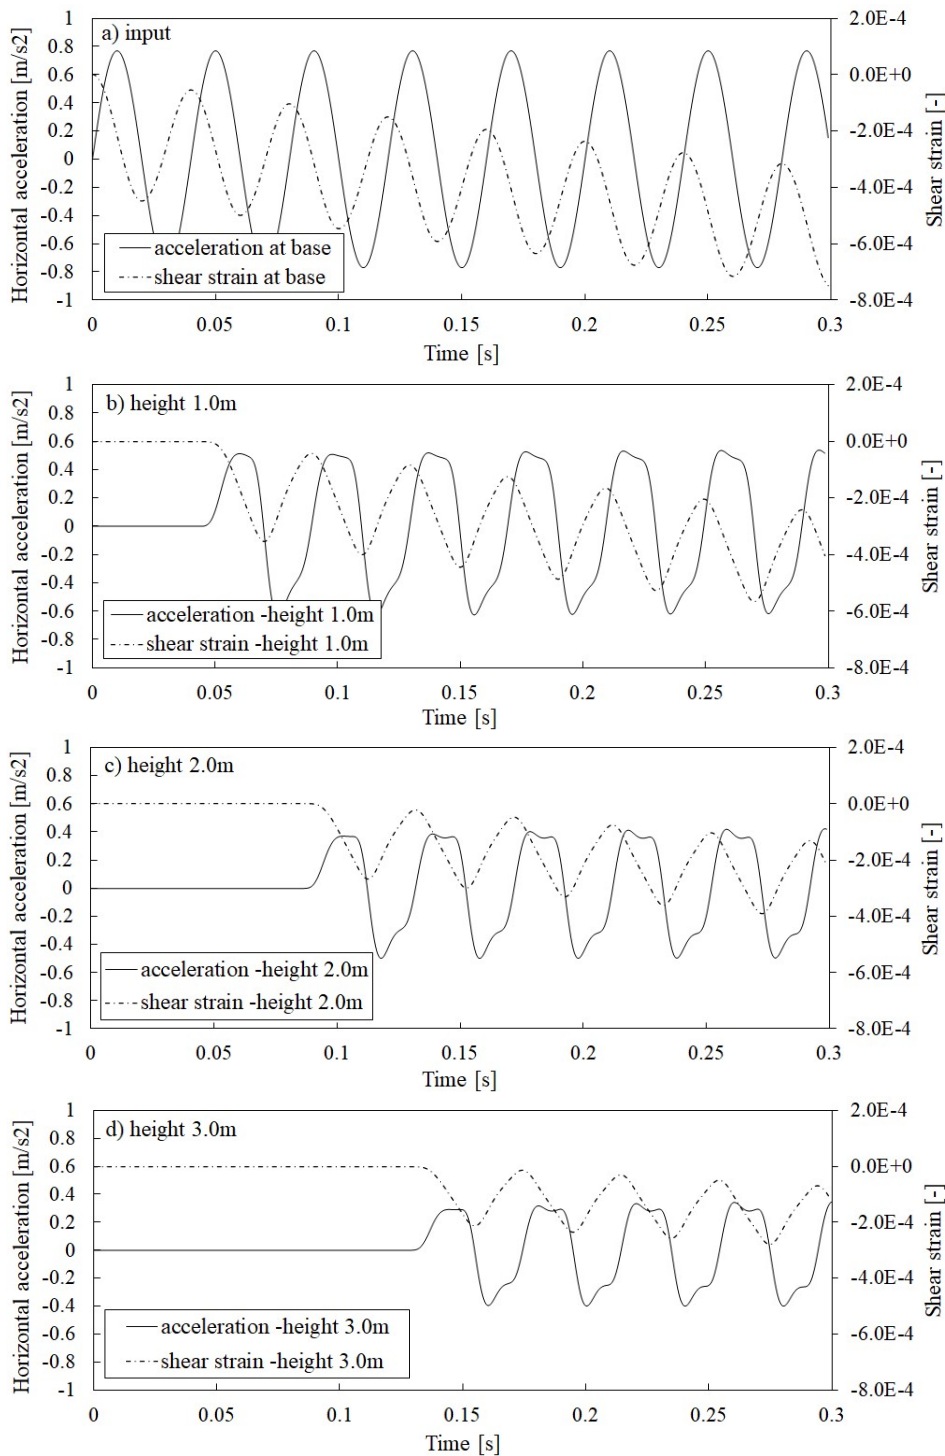 a) input
Horizontal acceleration [m/s2]
1
0.8
0.6
0.4
0.2
0
-0.2
-0.4
-0.6
-0.8
-1
2.0E-4
0.0E+0
-2.0E-4
-4.0E-4
-6.0E-4
-8.0E-4
Shear strain [-]
acceleration at base
shear strain at base
0 0.05 0.1 0.15 0.2 0.25 0.3
Time [s]
b) height 1.0m
Horizontal acceleration [m/s2]
1
0.8
0.6
0.4
0.2
0
-0.2
-0.4
-0.6
-0.8
-1
2.0E-4
0.0E+0
-2.0E-4
-4.0E-4
-6.0E-4
-8.0E-4
Shear strain [-]
acceleration -height 1.0m
shear strain -height 1.0m
0 0.05 0.1 0.15 0.2 0.25 0.3
Time [s]
c) height 2.0m
Horizontal acceleration [m/s2]
1
0.8
0.6
0.4
0.2
0
-0.2
-0.4
-0.6
-0.8
-1
2.0E-4
0.0E+0
-2.0E-4
-4.0E-4
-6.0E-4
-8.0E-4
Shear strain [-]
acceleration -height 2.0m
shear strain -height 2.0m
0 0.05 0.1 0.15 0.2 0.25 0.3
Time [s]
d) height 3.0m
Horizontal acceleration [m/s2]
1
0.8
0.6
0.4
0.2
0
-0.2
-0.4
-0.6
-0.8
-1
2.0E-4
0.0E+0
-2.0E-4
-4.0E-4
-6.0E-4
-8.0E-4
Shear strain [-]
acceleration -height 3.0m
shear strain -height 3.0m
0 0.05 0.1 0.15 0.2 0.25 0.3
Time [s]